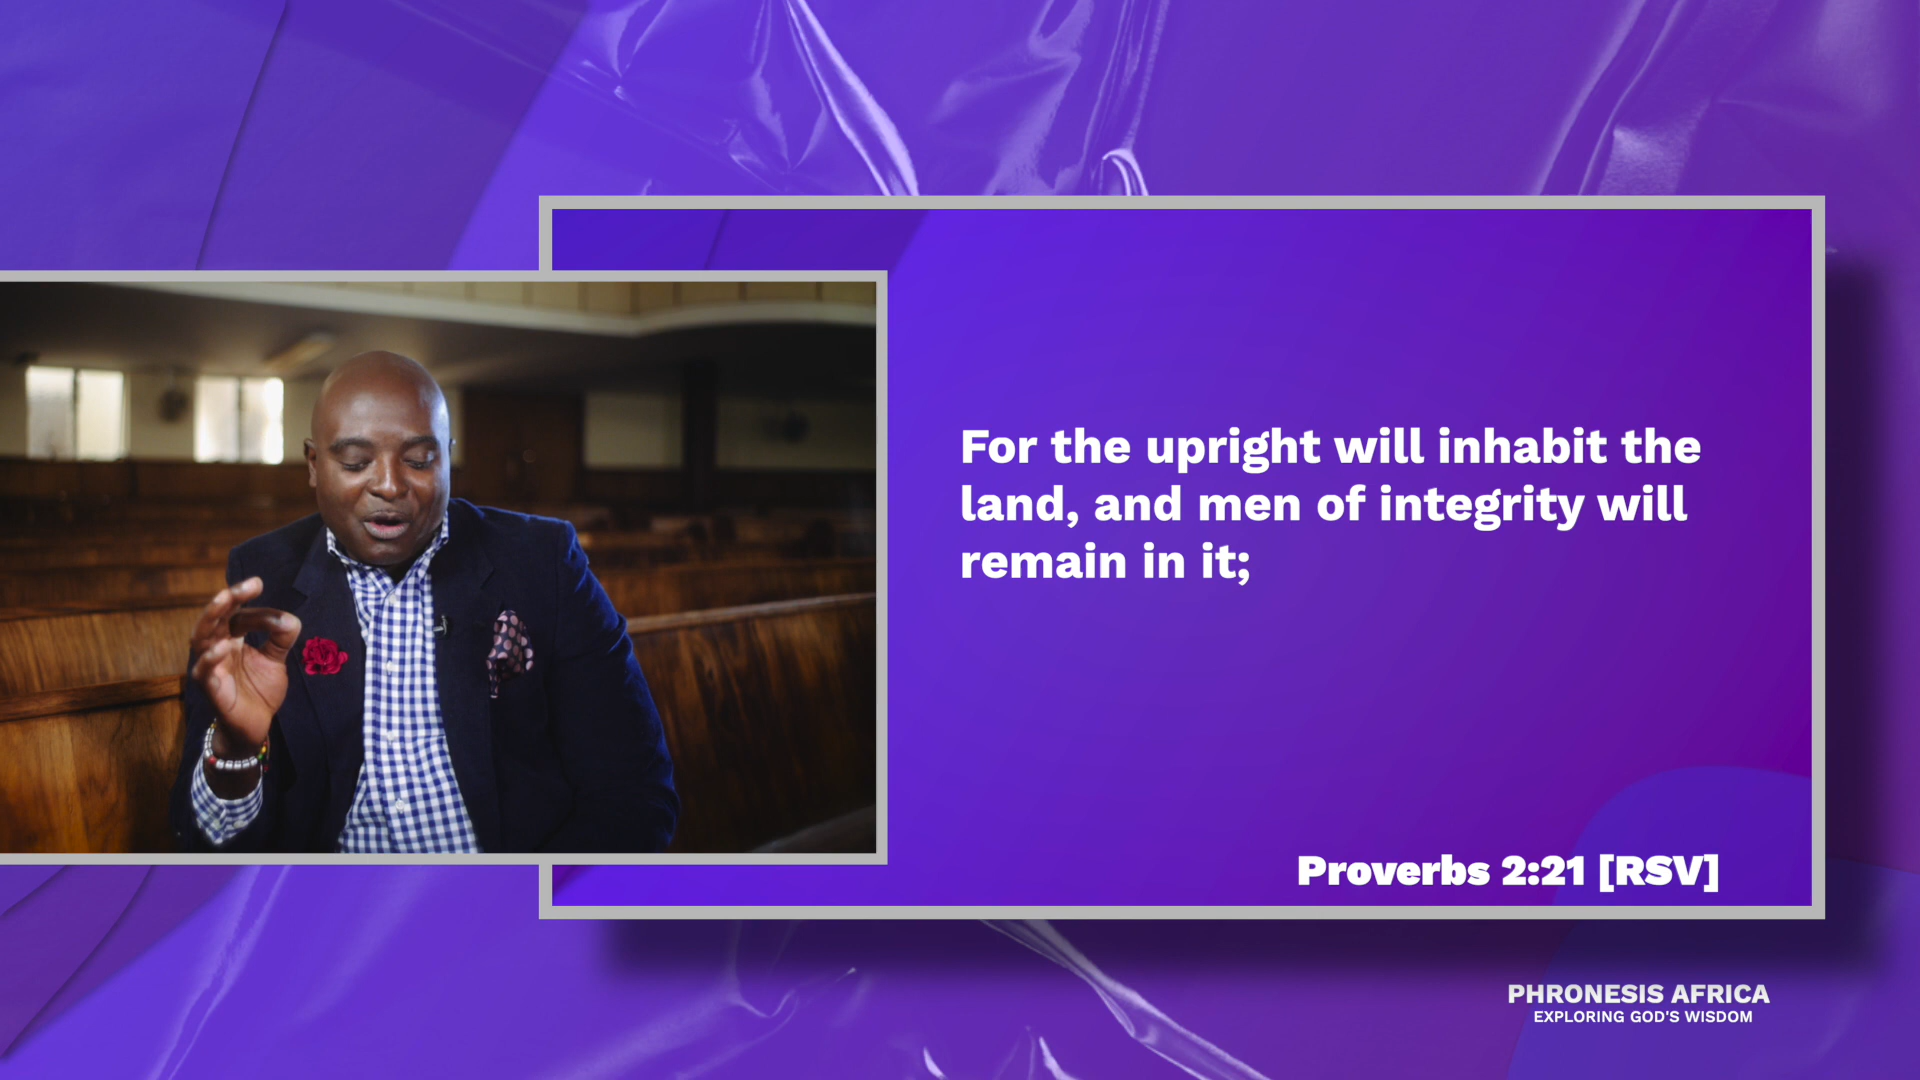 For the upright will inhabit the
land, and men of integrity will
remain in it;
Proverbs 2:21 [RSV]
PHRONESIS AFRICA
EXPLORING GOD'S WISDOM